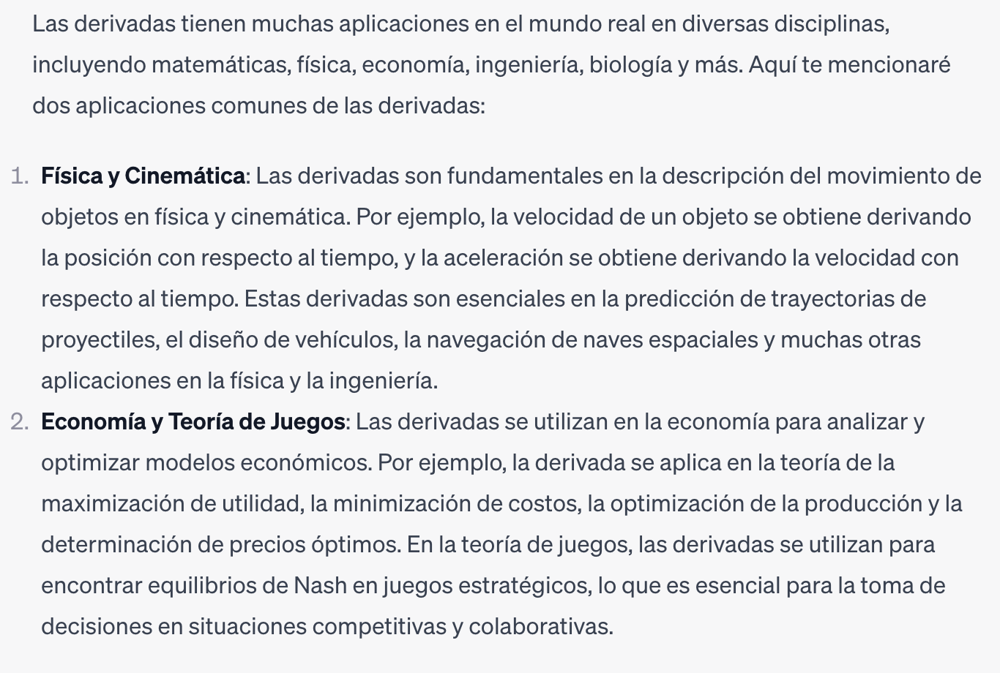 Las derivadas tienen muchas aplicaciones en el mundo real en diversas disciplinas,
incluyendo matemáticas, física, economía, ingeniería, biología y más. Aquí te mencionaré
dos aplicaciones comunes de las derivadas:
1. Física y Cinemática: Las derivadas son fundamentales en la descripción del movimiento de
objetos en física y cinemática. Por ejemplo, la velocidad de un objeto se obtiene derivando
la posición con respecto al tiempo, y la aceleración se obtiene derivando la velocidad con
respecto al tiempo. Estas derivadas son esenciales en la predicción de trayectorias de
proyectiles, el diseño de vehículos, la navegación de naves espaciales y muchas otras
aplicaciones en la física y la ingeniería.
2. Economía y Teoría de Juegos: Las derivadas se utilizan en la economía para analizar y
optimizar modelos económicos. Por ejemplo, la derivada se aplica en la teoría de la
maximización de utilidad, la minimización de costos, la optimización de la producción y la
determinación de precios óptimos. En la teoría de juegos, las derivadas se utilizan para
encontrar equilibrios de Nash en juegos estratégicos, lo que es esencial para la toma de
decisiones en situaciones competitivas y colaborativas.